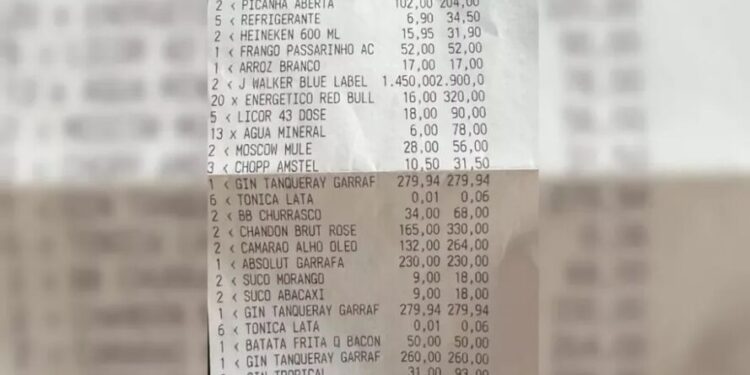 2 < PICANHA ABERTA 102,00 204,00
5 < REFRIGERANTE 6,90 34,50
2 < HEINEKEN 600 ML 15,95 31,90
1 < FRANGO PASSARINHO AC 52,00 52,00
1 < ARROZ BRANCO 17,00 17,00
2 < J WALKER BLUE LABEL 1.450,002.900,0
20 x ENERGETICO RED BULL 16,00 320,00
5 < LICOR 43 DOSE 18,00 90,00
13 x AGUA MINERAL 6,00 78,00
2 < MOSCOW MULE 28,00 56,00
3 < CHOPP AMSTEL 10,50 31,50
1 < GIN TANQUERAY GARRAF 279,94 279,94
6 < TONICA LATA 0,01 0,06
2 < BB CHURRASCO 34,00 68,00
2 < CHANDON BRUT ROSE 165,00 330,00
2 < CAMARAO ALHO OLEO 132,00 264,00
1 < ABSOLUT GARRAFA 230,00 230,00
2 < SUCO MORANGO 9,00 18,00
2 < SUCO ABACAXI 9,00 18,00
1 < GIN TANQUERAY GARRAF 279,94 279,94
6 < TONICA LATA 0,01 0,06
1 < BATATA FRITA Q BACON 50,00 50,00
1 < GIN TANQUERAY GARRAF 260,00 260,00
GIN TROPICAL 31,00 93,00